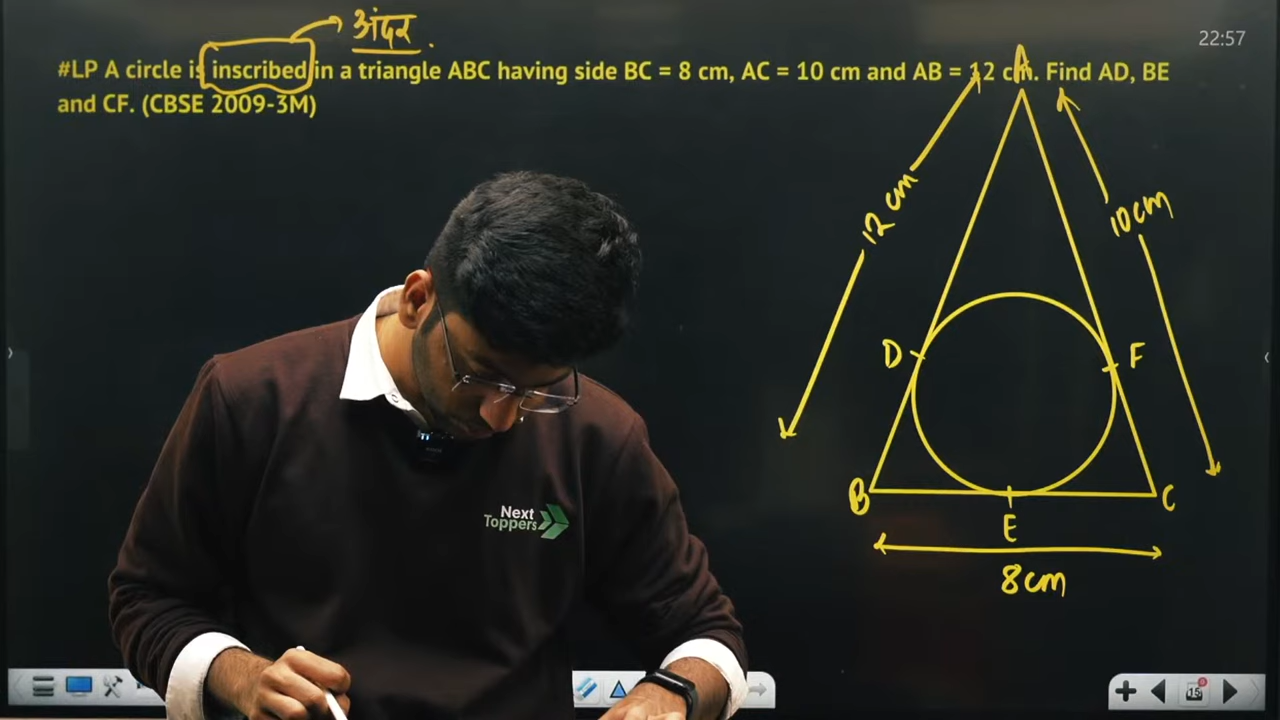 अंदर
22:57
#LP A circle is inscribed in a triangle ABC having side BC = 8 cm, AC = 10 cm and AB = 12 cm. Find AD, BE
and CF. (CBSE 2009-3M)
A
12 cm
10cm
D
F
B
C
E
8cm
Next
Toppers
15